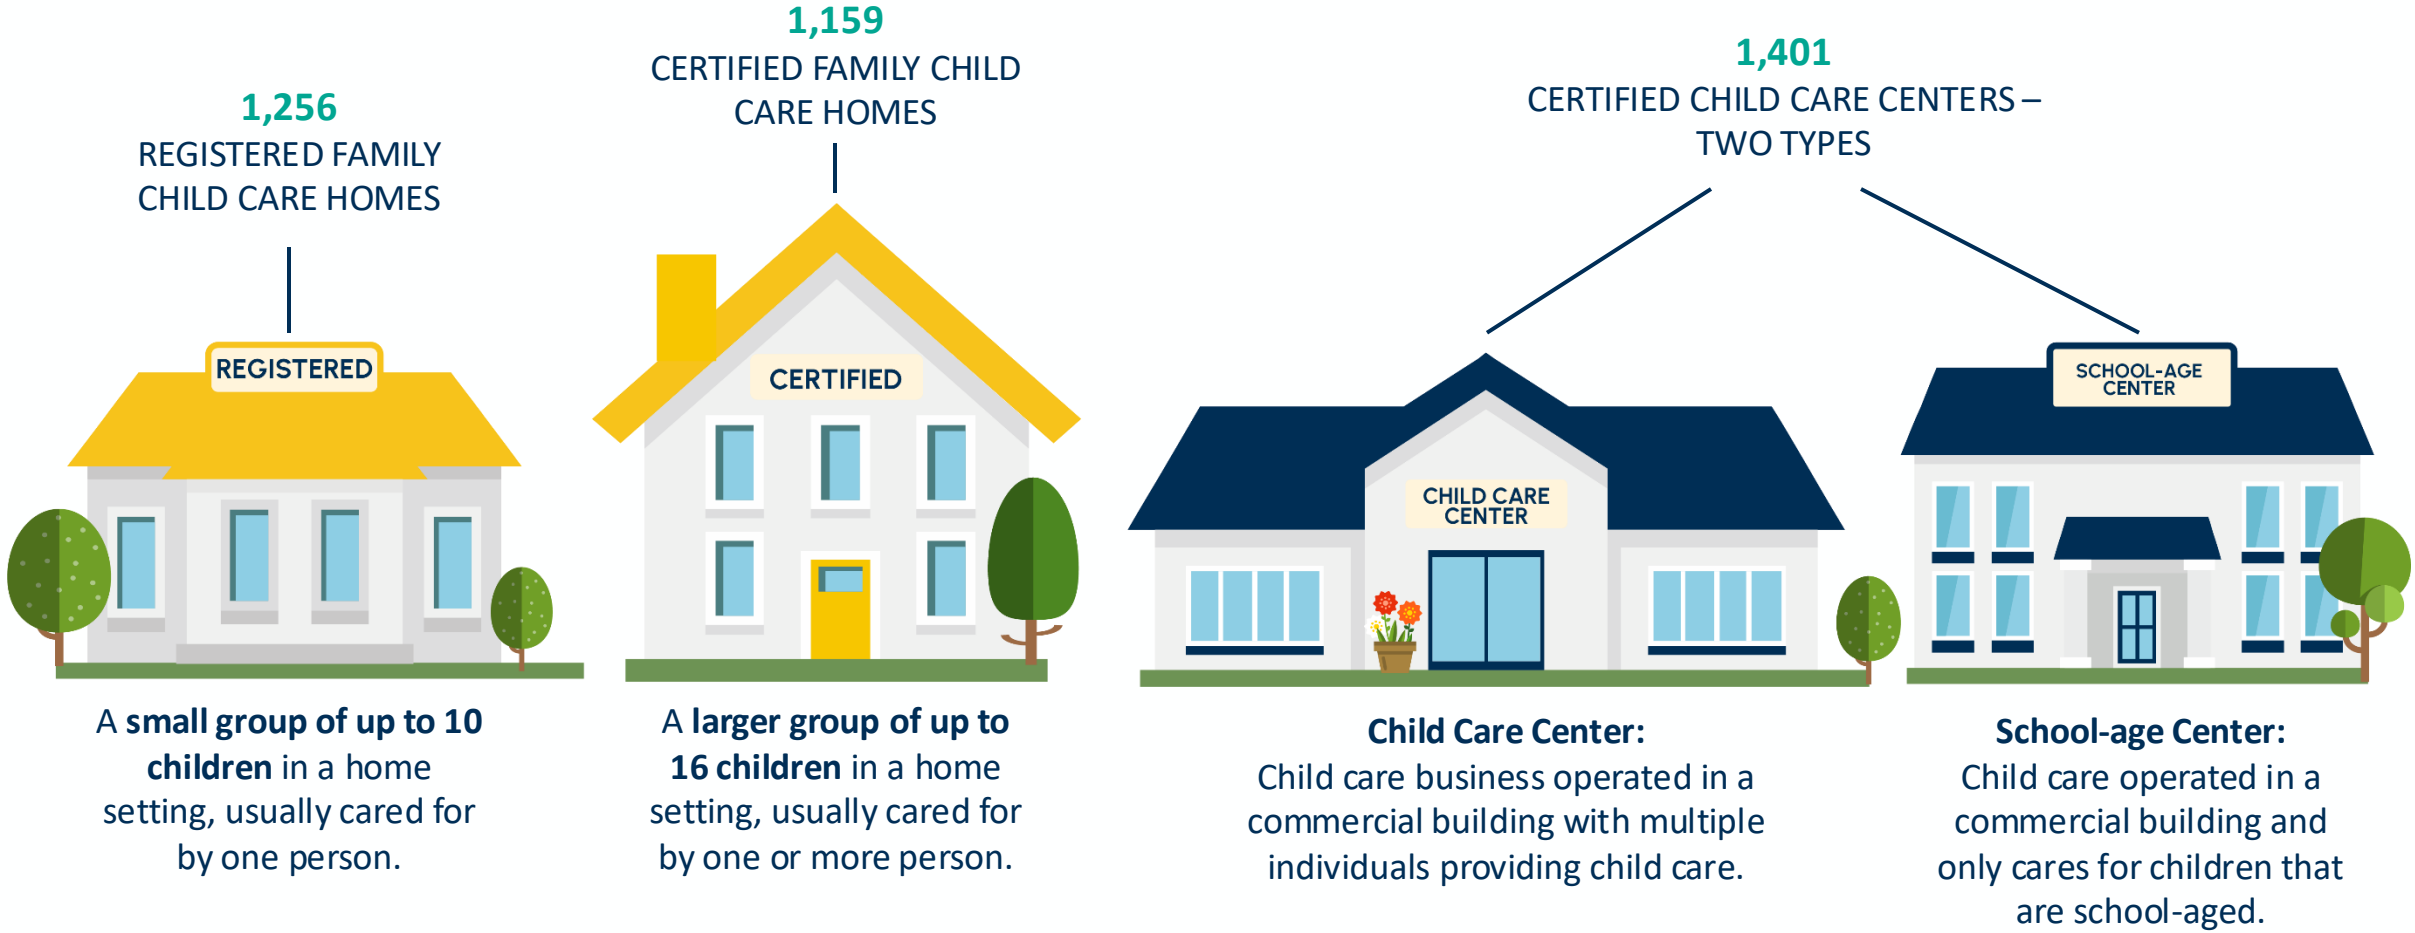 1,256
REGISTERED FAMILY
CHILD CARE HOMES
REGISTERED
A small group of up to 10
children in a home
setting, usually cared for
by one person.
1,159
CERTIFIED FAMILY CHILD
CARE HOMES
CERTIFIED
A larger group of up to
16 children in a home
setting, usually cared for
by one or more person.
1,401
CERTIFIED CHILD CARE CENTERS –
TWO TYPES
CHILD CARE
CENTER
Child Care Center:
Child care business operated in a
commercial building with multiple
individuals providing child care.
SCHOOL-AGE
CENTER
School-age Center:
Child care operated in a
commercial building and
only cares for children that
are school-aged.